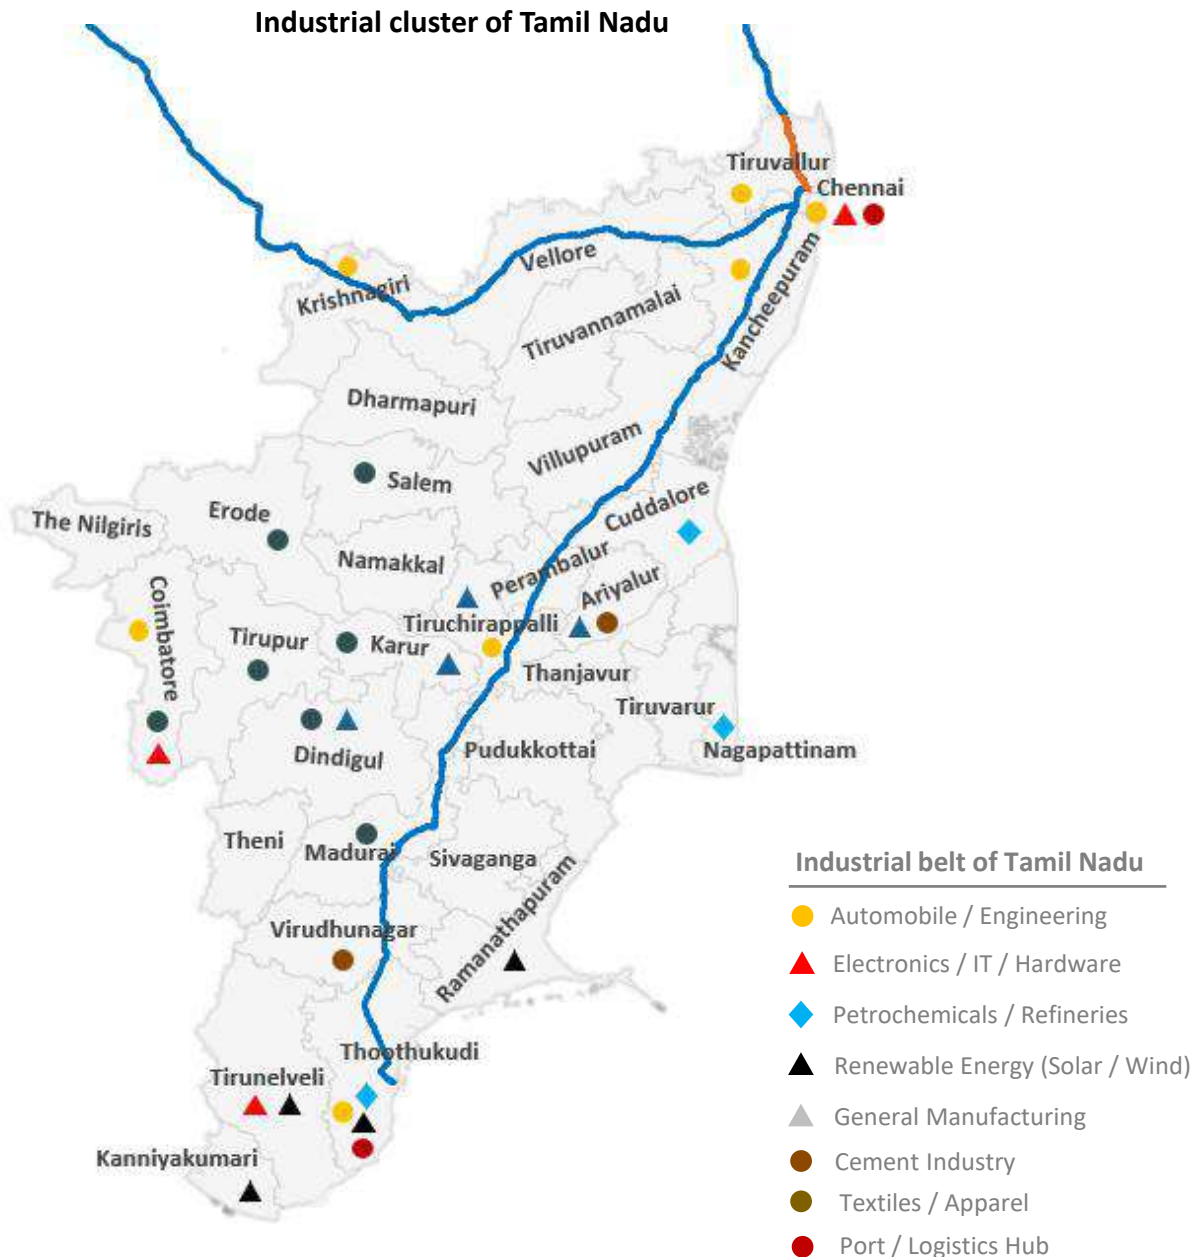 Industrial cluster of Tamil Nadu
Tiruvallur
Chennai
Vellore
Krishnagiri
Kancheepuram
Tiruvannamalai
Dharmapuri
Villupuram
Salem
Cuddalore
Erode
The Nilgiris
Namakkal
Perambalur
Ariyalur
Coimbatore
Tiruchirappalli
Tirupur
Karur
Thanjavur
Tiruvarur
Pudukkottai
Nagapattinam
Dindigul
Theni
Madurai
Sivaganga
Ramanathapuram
Virudhunagar
Thoothukudi
Tirunelveli
Kanniyakumari
Industrial belt of Tamil Nadu
Automobile / Engineering
Electronics / IT / Hardware
Petrochemicals / Refineries
Renewable Energy (Solar / Wind)
General Manufacturing
Cement Industry
Textiles / Apparel
Port / Logistics Hub